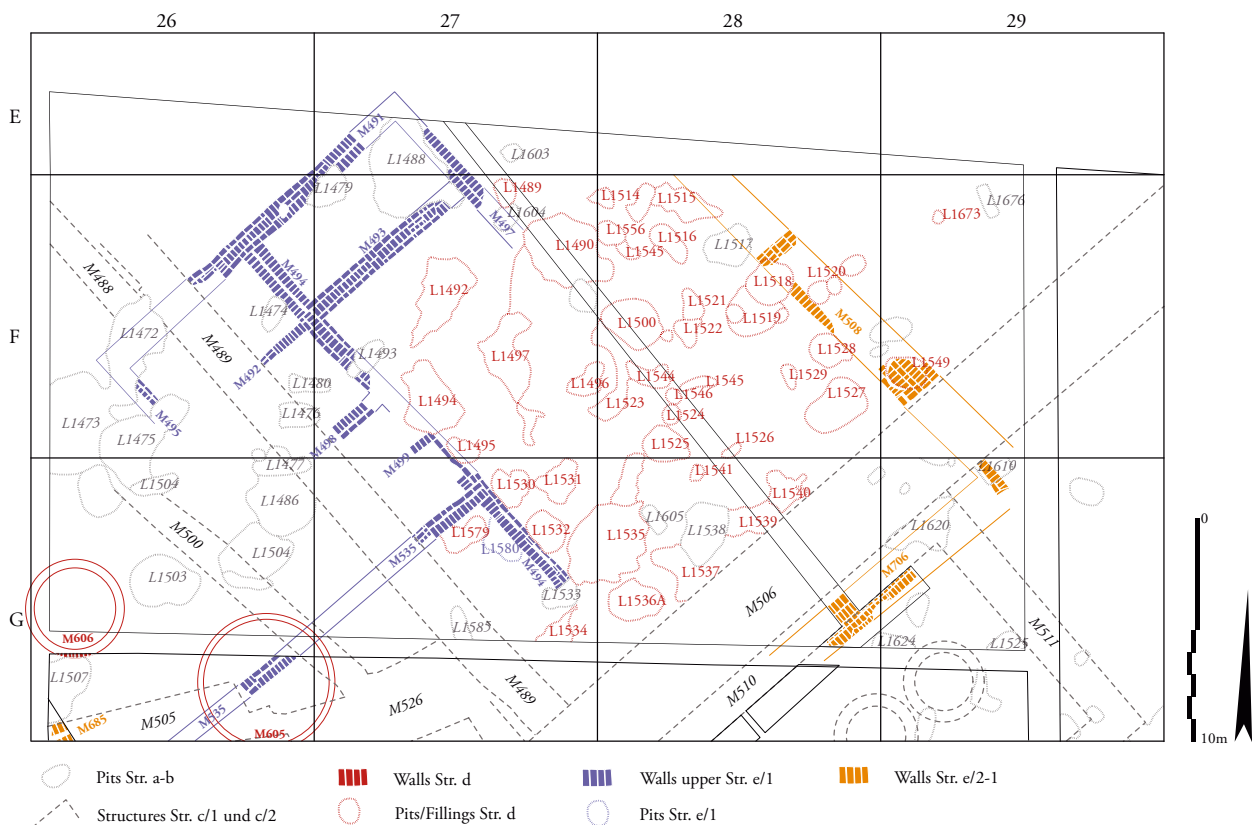 26 27 28 29
E
M491
L1488
L1603
L1479
L1489
L1514
L1515
L1676
L1673
L1604
M497
M493
L1556
L1516
L1517
L1490
L1545
M488
M494
L1492
L1518
L1520
L1474
L1521
L1519
M508
L1472
L1500
L1522
F
M489
L1493
L1497
L1528
L1549
M492
L1480
L1496
L1544
L1545
L1529
L1546
L1527
L1494
L1523
L1476
L1524
M495
L1473
L1475
M498
L1495
L1525
L1526
M499
L1477
L1541
L1610
L1504
L1530
L1531
L1540
L1486
L1605
L1538
L1539
L1620
M500
L1579
L1532
L1535
L1580
M535
L1504
M494
L1537
M706
L1503
L1533
L1536A
M506
G
M606
L1585
L1534
L1624
L1525
M511
L1507
M489
M510
M535
M526
M505
M685
M605
0
10m
Pits Str. a-b
Walls Str. d
Walls upper Str. e/1
Walls Str. e/2-1
Structures Str. c/1 und c/2
Pits/Fillings Str. d
Pits Str. e/1